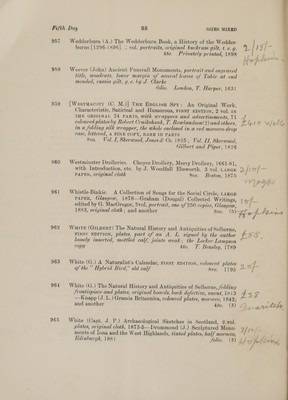 Fifth Day 88 OOZES MIXED
957 Wedderburn (A.) The Wedderburn Book, a History of the Wedderburns [1296-1896], 2 vol. portraits, original buckram gilt, t. e. g.
4to. Privately printed, 1898
2/18/-
Hopkins
958 Weever (John) Ancient Funerall Monuments, portrait and engraved title, woodcuts, lower margin of several leaves of Table at end mended, russia gilt, g. e. by J. Clarke
folio. London, T. Harper, 1631
959 [WESTMACOTT (C. M.)] THE ENGLISH SPY: An Original Work, Characteristic, Satirical and Humorous, FIRST EDITION, 2 vol. IN THE ORIGINAL 24 PARTS, with wrappers and advertisements, 71 coloured plates by Robert Cruikshank, T. Rowlandson (1) and others, in a folding silk wrapper, the whole enclosed in a red morocco drop case, lettered, A FINE COPY, RARE IN PARTS
8vo. Vol. I, Sherwood, Jones & Co. 1825; Vol. II, Sherwood, Gilbert and Piper, 1826
960 Westminster Drolleries. Choyce Drollery, Merry Drollery, 1661-91, with Introduction, etc. by J. Woodfall Ebsworth, 3 vol. LARGE PAPER, original cloth 8vo. Boston, 1875
961 Whistle-Binkie. A Collection of Songs for the Social Circle, LARGE PAPER, Glasgow, 1878—Graham (Dougal) Collected Writings, edited by G. MacGregor, 2 vol. portrait, one of 250 copies, Glasgow, 1883, original cloth; and another 8vo. (5)
962 WHITE (GILBERT) The Natural History and Antiquities of Selborne, FIRST EDITION, plates, part of an A. L. signed by the author loosely inserted, mottled calf, joints weak; the Locker Lampson copy 4to. T. Bensley, 1789
963 White (G.) A Naturalist's Calendar, FIRST EDITION, coloured plates of the "Hybrid Bird," old calf 8vo. 1795
964 White (G.) The Natural History and Antiquities of Selborne, folding frontispiece and plates, original boards, back defective, uncut, 1813—Knapp (J. L.) Gramina Britannica, coloured plates, morocco, 1842; and another 4to. (3)
965 White (Capt. J. P.) Archæological Sketches in Scotland, 2 vol. plates, original cloth, 1873-5—Drummond (J.) Sculptured Monuments of Iona and the West Highlands, tinted plates, half morocco, Edinburgh, 1881 folio. (3)
Hopkins